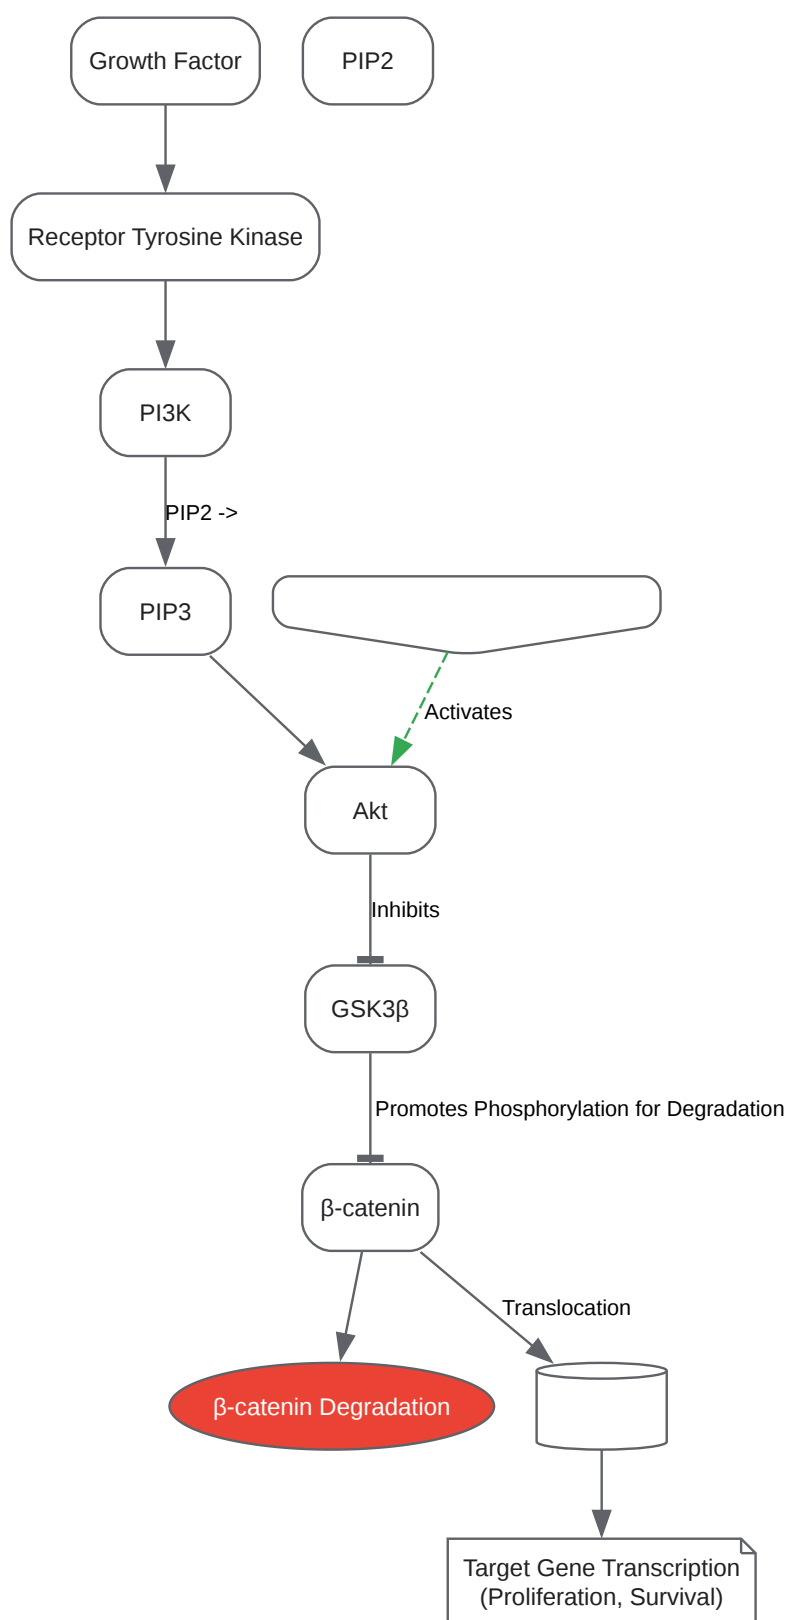 Growth Factor
PIP2
Receptor Tyrosine Kinase
PI3K
PIP2 ->
PIP3
Activates
Akt
Inhibits
GSK3β
Promotes Phosphorylation for Degradation
β-catenin
Translocation
β-catenin Degradation
Target Gene Transcription
(Proliferation, Survival)